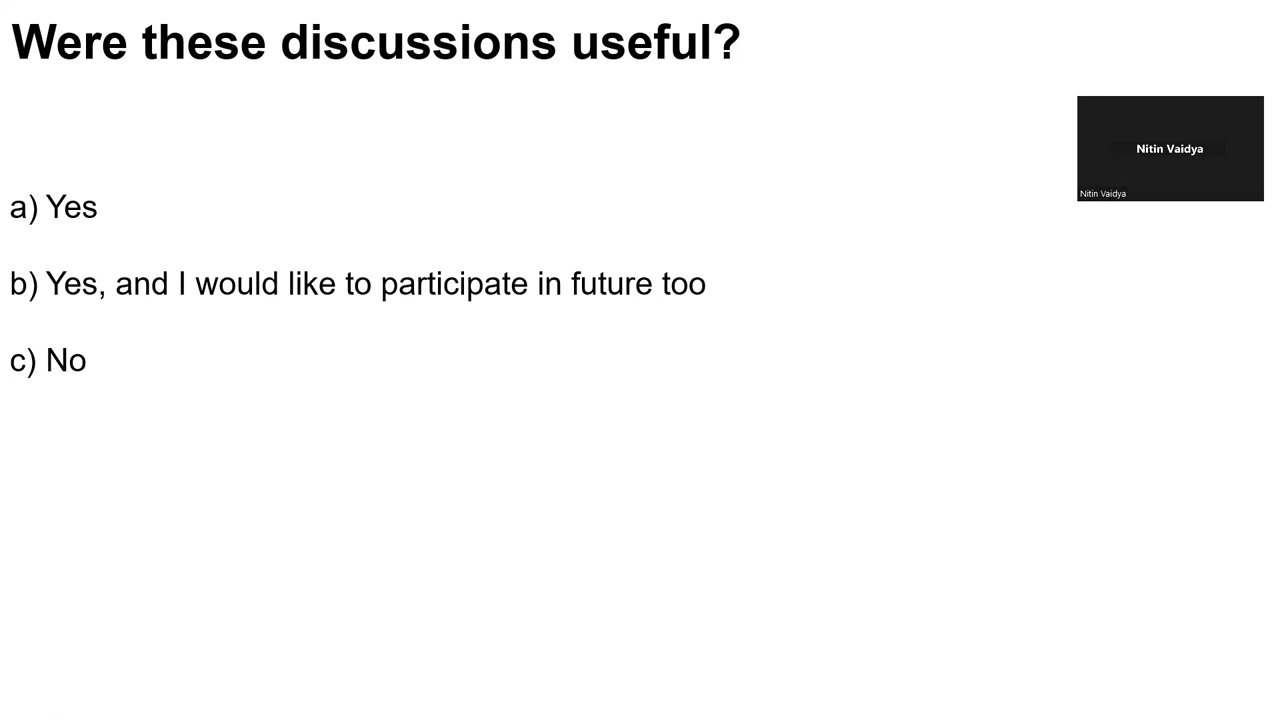 Were these discussions useful?
Nitin Vaidya
Nitin Vaidya
a) Yes
b) Yes, and I would like to participate in future too
c) No